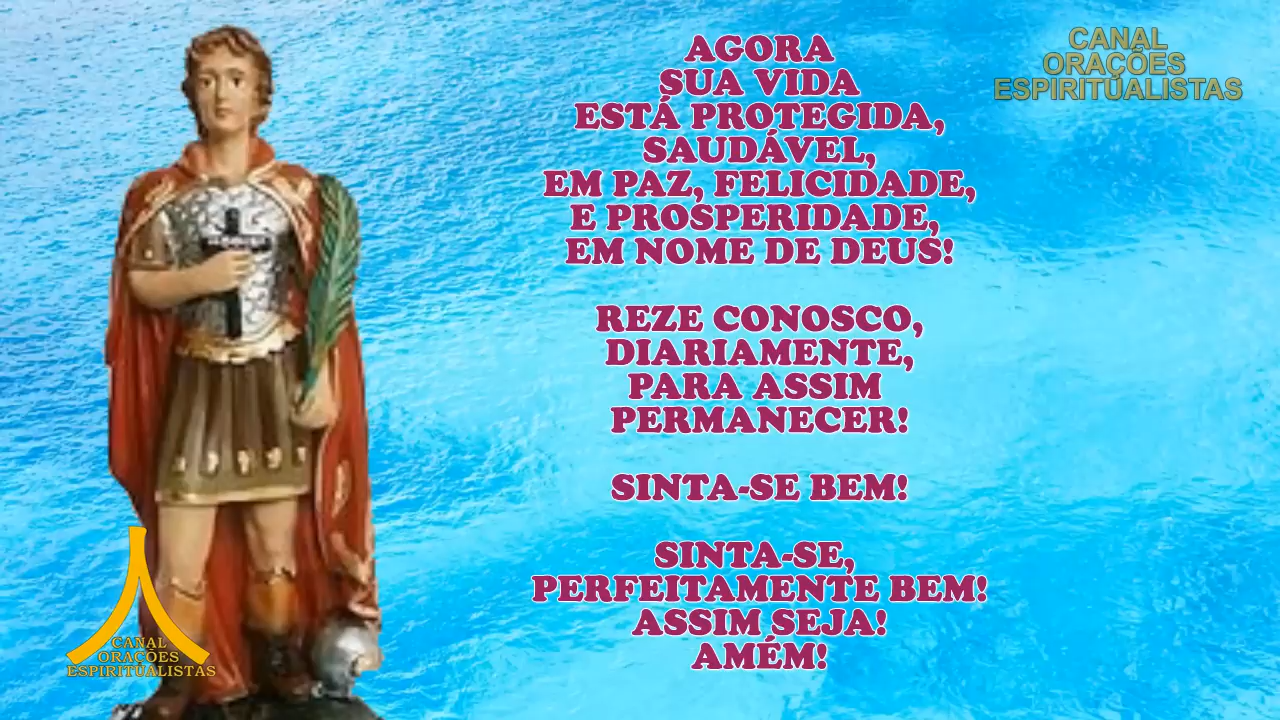 AGORA
SUA VIDA
ESTÁ PROTEGIDA,
SAUDÁVEL,
EM PAZ, FELICIDADE,
E PROSPERIDADE,
EM NOME DE DEUS!
REZE CONOSCO,
DIARIAMENTE,
PARA ASSIM
PERMANECER!
SINTA-SE BEM!
SINTA-SE,
PERFEITAMENTE BEM!
ASSIM SEJA!
AMÉM!
CANAL
ORAÇÕES
ESPIRITUALISTAS
CANAL
ORAÇÕES
ESPIRITUALISTAS